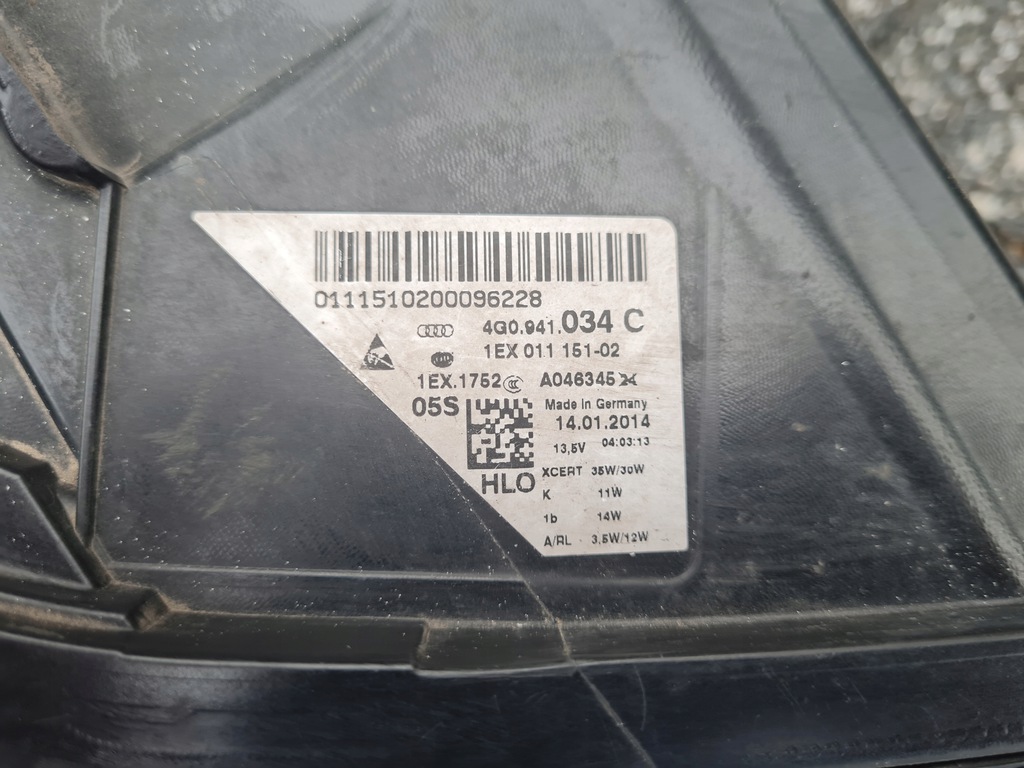 0111510200096228
4G0.941.034 C
1EX 011 151-02
1EX.1752 CCC A046345
05S Made in Germany
14.01.2014
13,5V 04:03:13
XCERT 35W/30W
HLO
K 11W
1b 14W
A/RL 3,5W/12W